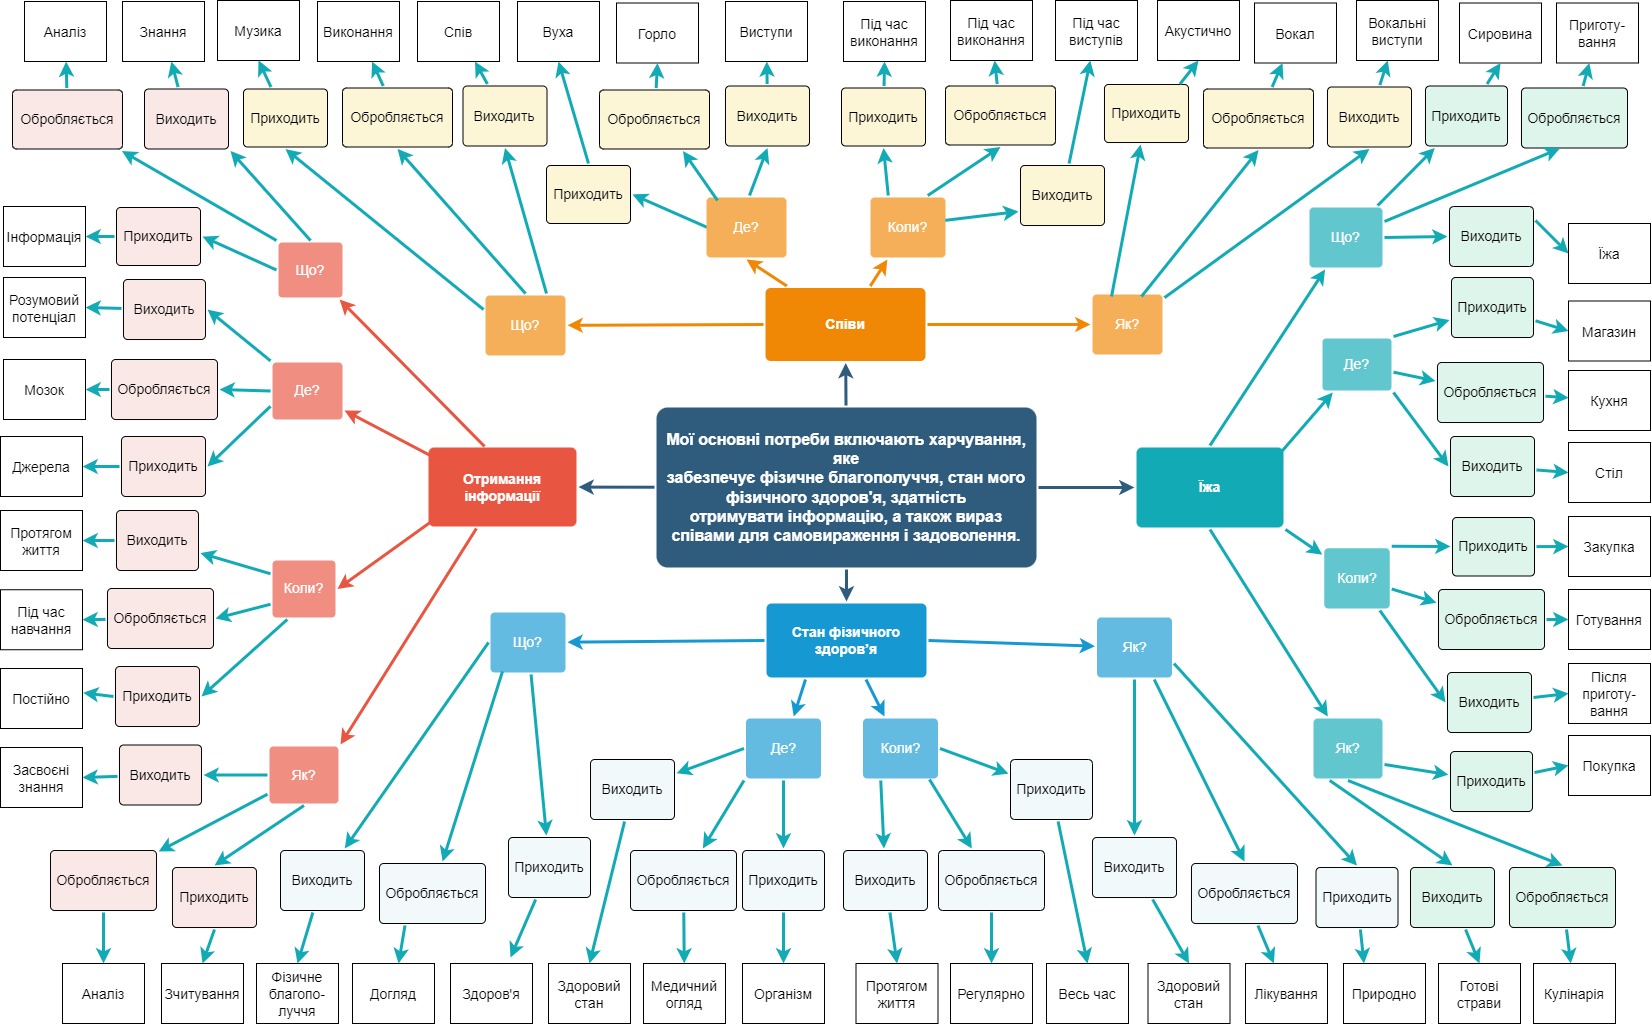 Аналіз
Знання
Музика
Виконання
Спів
Вуха
Горло
Виступи
Під час
виконання
Під час
виконання
Під час
виступів
Акустично
Вокал
Вокальні
виступи
Сировина
Приготу-
вання
Обробляється
Виходить
Приходить
Обробляється
Виходить
Обробляється
Виходить
Приходить
Обробляється
Приходить
Обробляється
Виходить
Приходить
Обробляється
Приходить
Виходить
Інформація
Приходить
Що?
Де?
Коли?
Що?
Виходить
Їжа
Розумовий
потенціал
Виходить
Що?
Співи
Як?
Приходить
Магазин
Мозок
Обробляється
Де?
Де?
Обробляється
Кухня
Джерела
Приходить
Отримання
інформації
Мої основні потреби включають харчування,
яке
забезпечує фізичне благополуччя, стан мого
фізичного здоров'я, здатність
отримувати інформацію, а також вираз
співами для самовираження і задоволення.
Їжа
Виходить
Стіл
Протягом
життя
Виходить
Коли?
Коли?
Приходить
Закупка
Під час
навчання
Обробляється
Обробляється
Готування
Що?
Стан фізичного
здоров’я
Як?
Постійно
Приходить
Виходить
Після
приготу-
вання
Засвоєні
знання
Виходить
Як?
Де?
Коли?
Як?
Приходить
Покупка
Виходить
Приходить
Обробляється
Приходить
Виходить
Обробляється
Приходить
Обробляється
Приходить
Виходить
Обробляється
Виходить
Обробляється
Приходить
Виходить
Обробляється
Аналіз
Зчитування
Фізичне
благопо-
луччя
Догляд
Здоров'я
Здоровий
стан
Медичний
огляд
Організм
Протягом
життя
Регулярно
Весь час
Здоровий
стан
Лікування
Природно
Готові
страви
Кулінарія